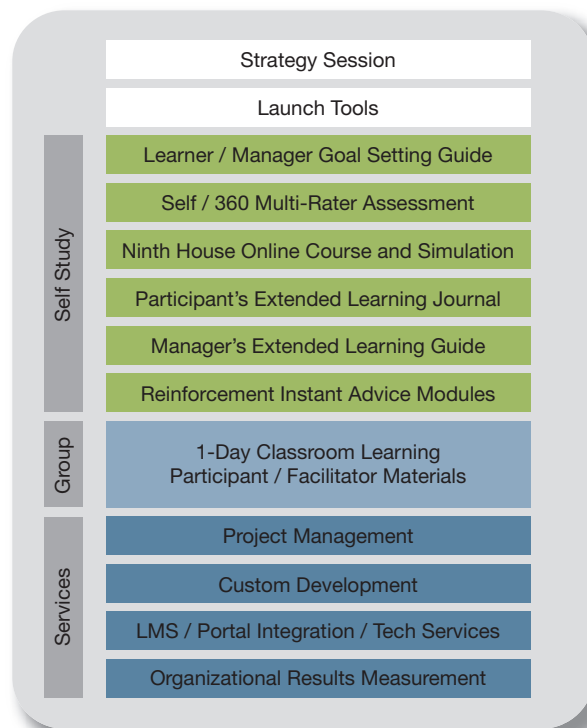 Strategy Session
Launch Tools
Self Study
Learner / Manager Goal Setting Guide
Self / 360 Multi-Rater Assessment
Ninth House Online Course and Simulation
Participant's Extended Learning Journal
Manager's Extended Learning Guide
Reinforcement Instant Advice Modules
Group
1-Day Classroom Learning
Participant / Facilitator Materials
Services
Project Management
Custom Development
LMS / Portal Integration / Tech Services
Organizational Results Measurement